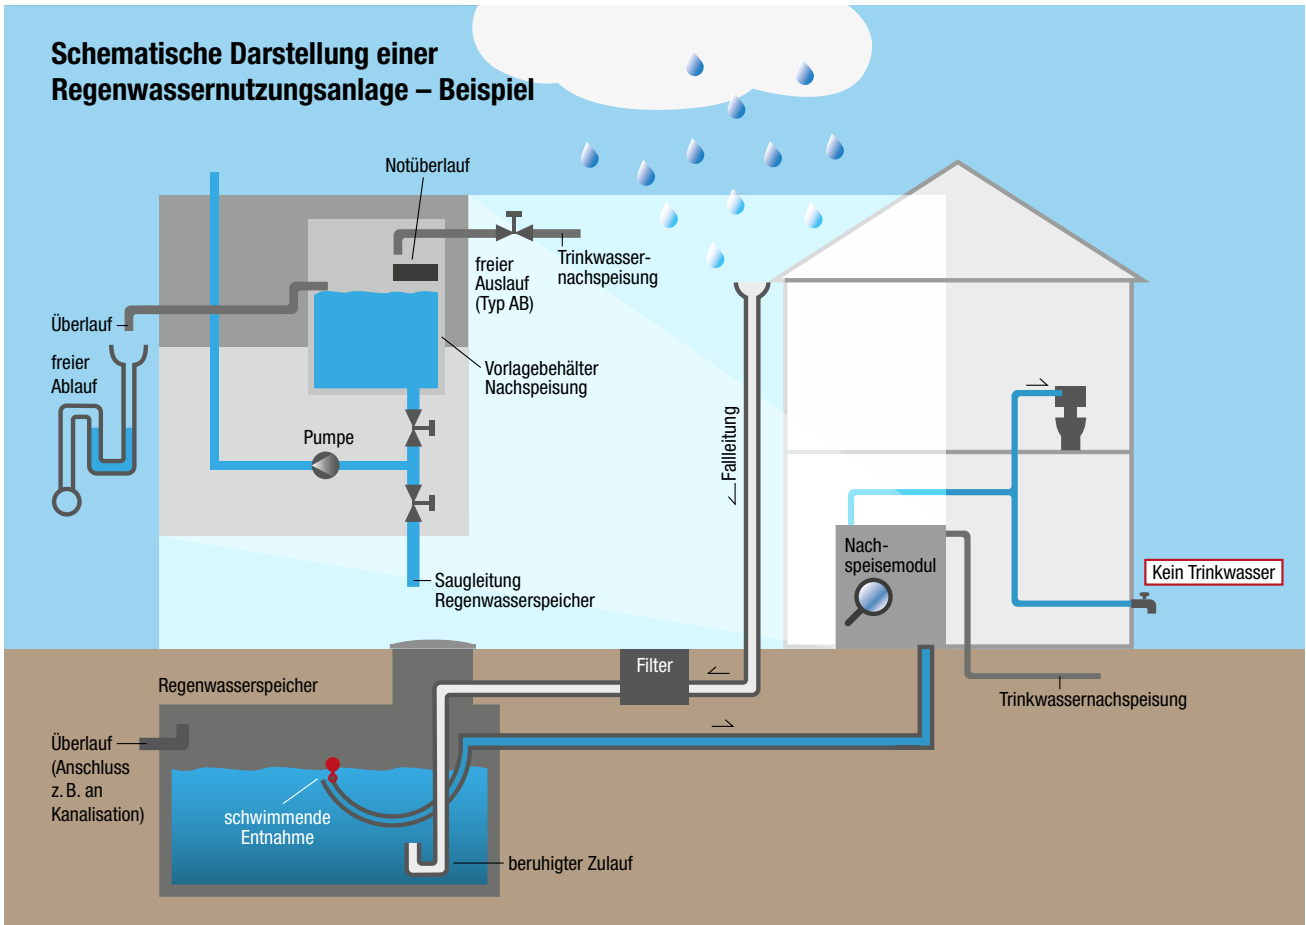 Schematische Darstellung einer
Regenwassernutzungsanlage – Beispiel
Notüberlauf
Trinkwasser-
nachspeisung
freier
Auslauf
(Typ AB)
Überlauf
freier
Ablauf
Vorlagebehälter
Nachspeisung
Pumpe
Fallleitung
Saugleitung
Regenwasserspeicher
Nach-
speisemodul
Kein Trinkwasser
Filter
Regenwasserspeicher
Trinkwassernachspeisung
Überlauf
(Anschluss
z. B. an
Kanalisation)
schwimmende
Entnahme
beruhigter Zulauf